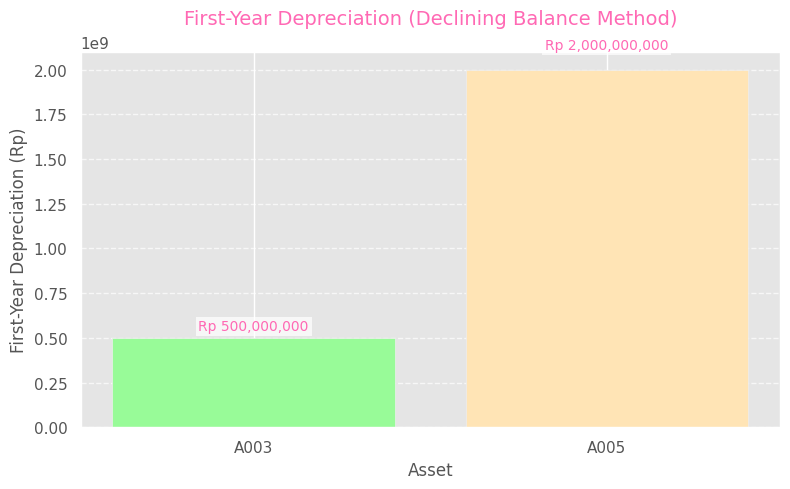 First-Year Depreciation (Declining Balance Method)
1e9
Rp 2,000,000,000
2.00
1.75
1.50
1.25
1.00
0.75
0.50
0.25
0.00
First-Year Depreciation (Rp)
Rp 500,000,000
A003
A005
Asset